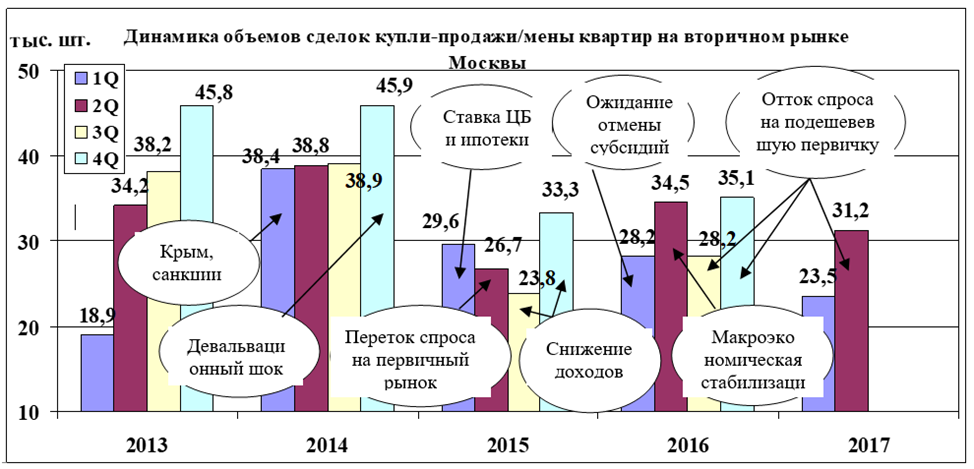 тыс. шт.
Динамика объемов сделок купли-продажи/мены квартир на вторичном рынке
Москвы
50
40
30
20
10
1Q
2Q
3Q
4Q
18,9
34,2
38,2
45,8
38,4
38,8
38,9
45,9
29,6
26,7
23,8
33,3
28,2
34,5
28,2
35,1
23,5
31,2
Ставка ЦБ
и ипотеки
Ожидание
отмены
субсидий
Отток спроса
на подешевев
шую первичку
Крым,
санкшии
Девальваци
онный шок
Переток спроса
на первичный
рынок
Снижение
доходов
Макроэко
номическая
стабилизаци
2013
2014
2015
2016
2017